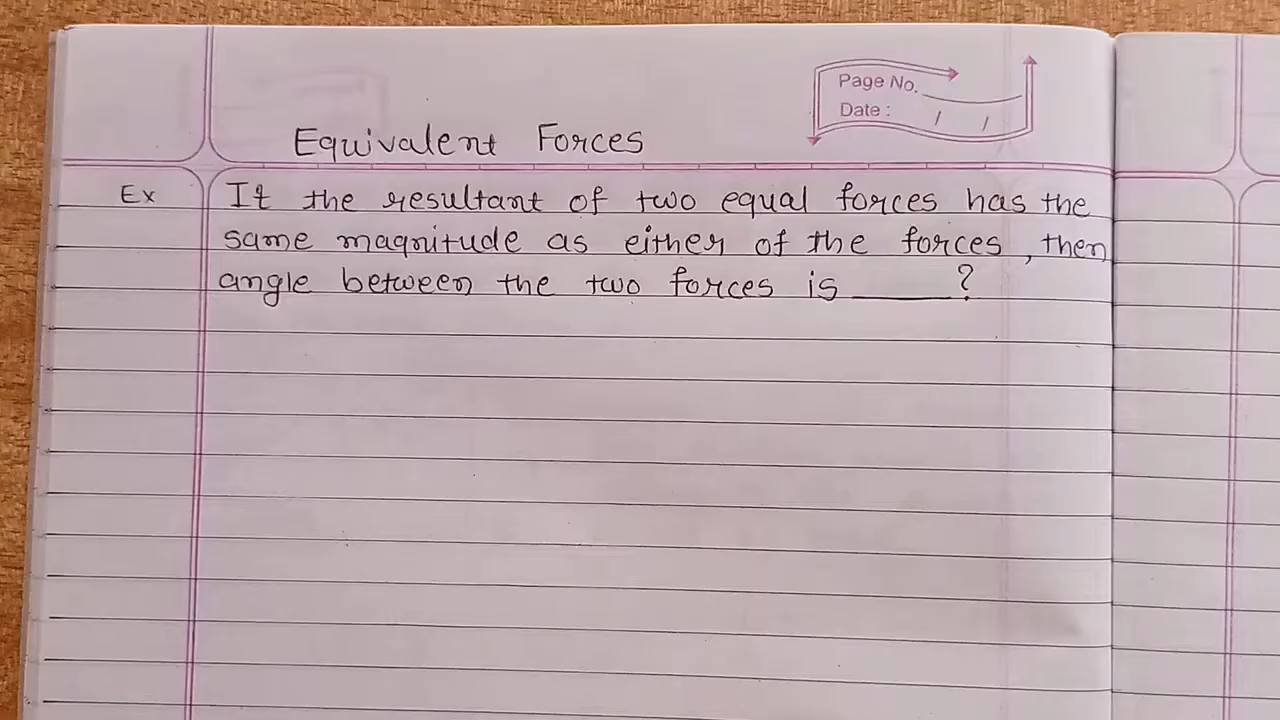 Page No.
Date : / /
Equivalent Forces
Ex If the resultant of two equal forces has the
same magnitude as either of the forces, then
angle between the two forces is _____?